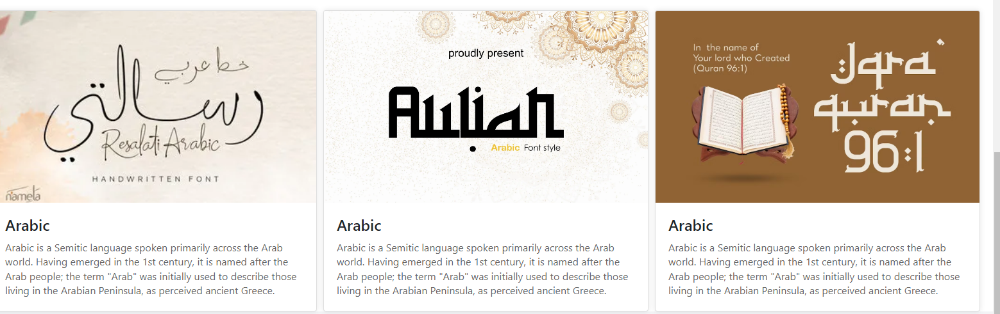 خط عربي
رسالتي
Resalati Arabic
HANDWRITTEN FONT
nameta
Arabic
Arabic is a Semitic language spoken primarily across the Arab
world. Having emerged in the 1st century, it is named after the
Arab people; the term "Arab" was initially used to describe those
living in the Arabian Peninsula, as perceived ancient Greece.
proudly present
Aulian
Arabic Font style
Arabic
Arabic is a Semitic language spoken primarily across the Arab
world. Having emerged in the 1st century, it is named after the
Arab people; the term "Arab" was initially used to describe those
living in the Arabian Peninsula, as perceived ancient Greece.
In the name of
Your lord who Created
(Quran 96:1)
Iqra'
quran
96:1
Arabic
Arabic is a Semitic language spoken primarily across the Arab
world. Having emerged in the 1st century, it is named after the
Arab people; the term "Arab" was initially used to describe those
living in the Arabian Peninsula, as perceived ancient Greece.